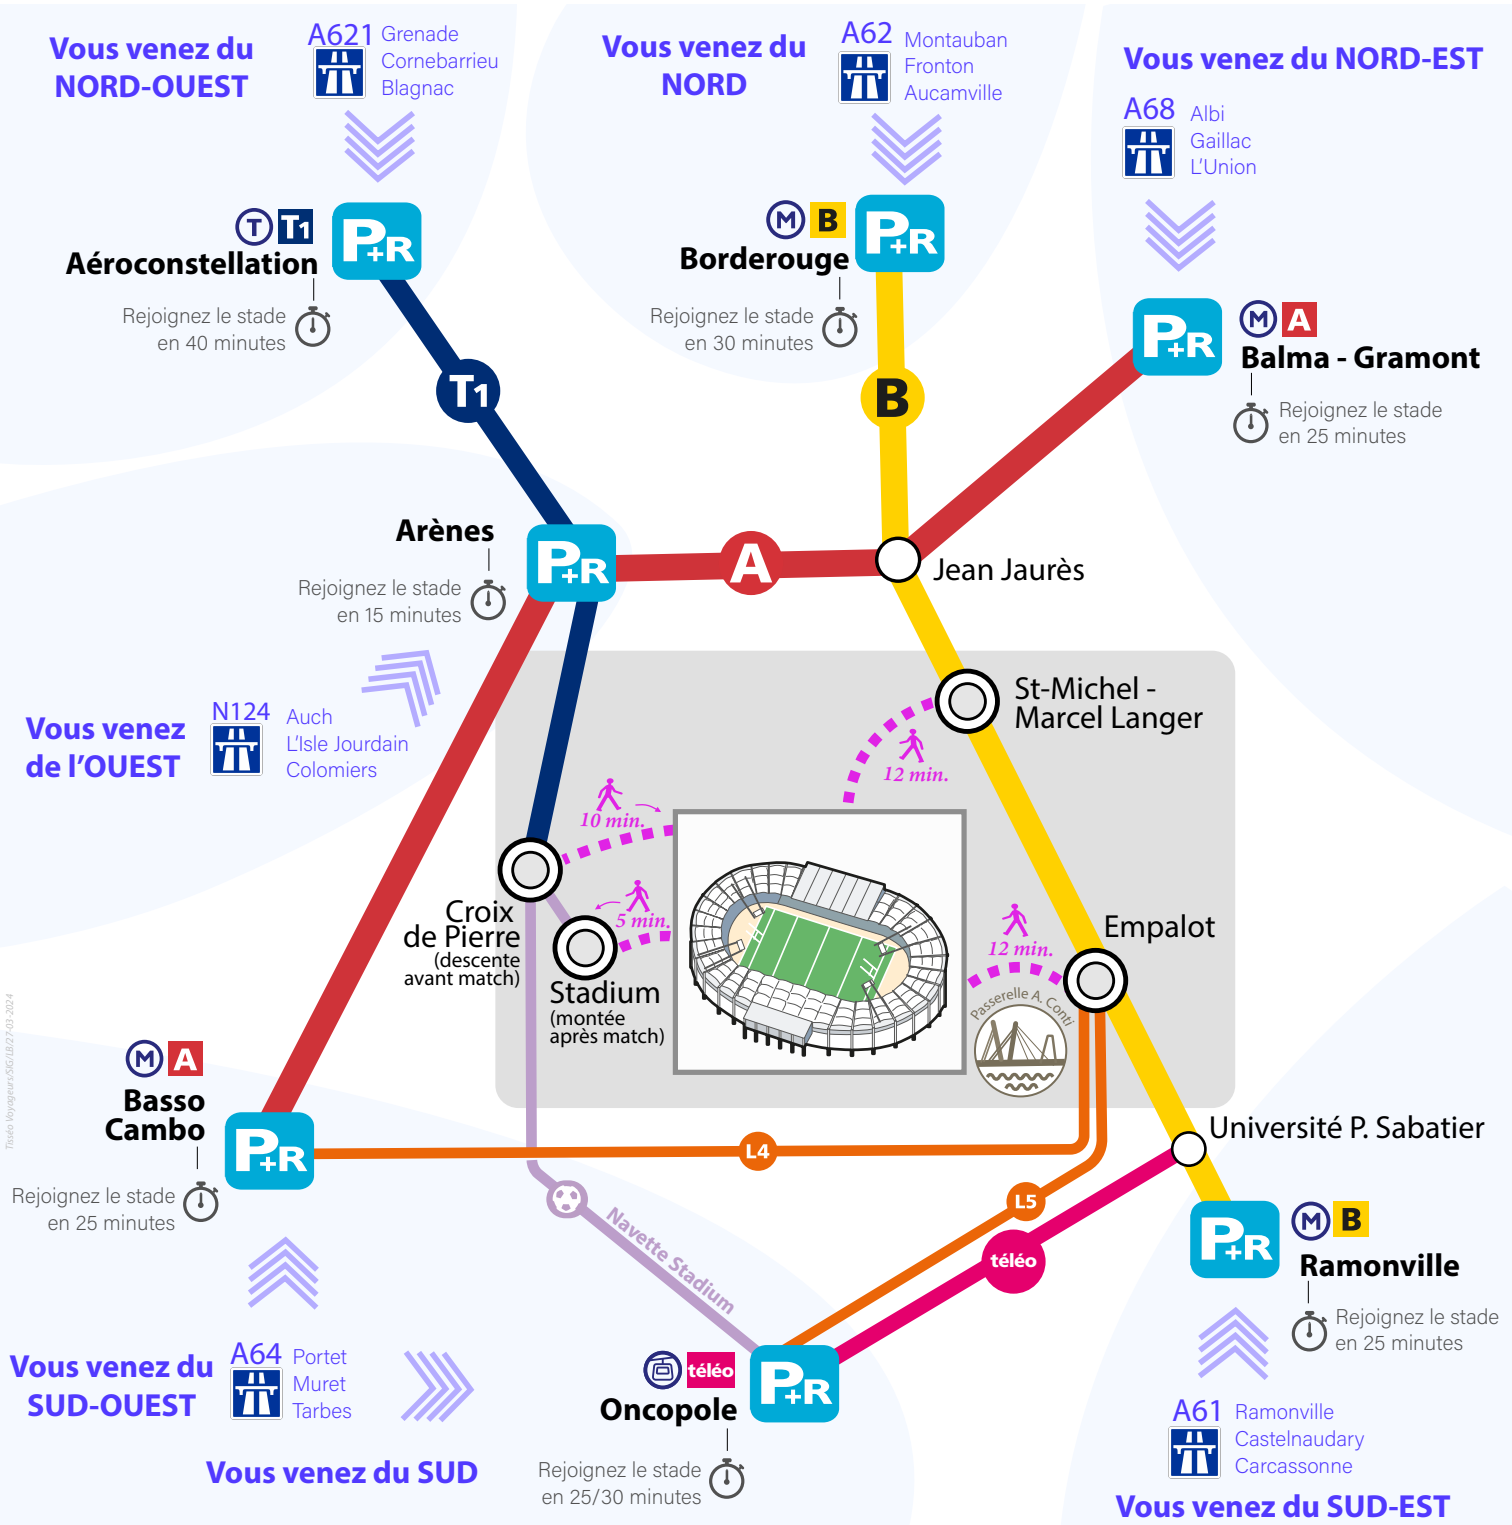 Vous venez du
NORD-OUEST
A621
Grenade
Cornebarrieu
Blagnac
Vous venez du
NORD
A62
Montauban
Fronton
Aucamville
Vous venez du NORD-EST
A68
Albi
Gaillac
L'Union
T T1
P+R
Aéroconstellation
Rejoignez le stade
en 40 minutes
M B
P+R
Borderouge
Rejoignez le stade
en 30 minutes
P+R
M A
Balma - Gramont
Rejoignez le stade
en 25 minutes
T1
B
Arènes
P+R
Rejoignez le stade
en 15 minutes
A
Jean Jaurès
St-Michel -
Marcel Langer
12 min.
Vous venez
de l'OUEST
N124
Auch
L'Isle Jourdain
Colomiers
10 min.
Croix
de Pierre
(descente
avant match)
5 min.
Stadium
(montée
après match)
Empalot
12 min.
Passerelle A. Conti
Tisséo Voyageurs/SIG/LB/27-03-2024
M A
Basso
Cambo
P+R
Rejoignez le stade
en 25 minutes
L4
Université P. Sabatier
L5
téléo
Navette Stadium
P+R
M B
Ramonville
Rejoignez le stade
en 25 minutes
Vous venez du
SUD-OUEST
A64
Portet
Muret
Tarbes
Vous venez du SUD
téléo
P+R
Oncopole
Rejoignez le stade
en 25/30 minutes
A61
Ramonville
Castelnaudary
Carcassonne
Vous venez du SUD-EST